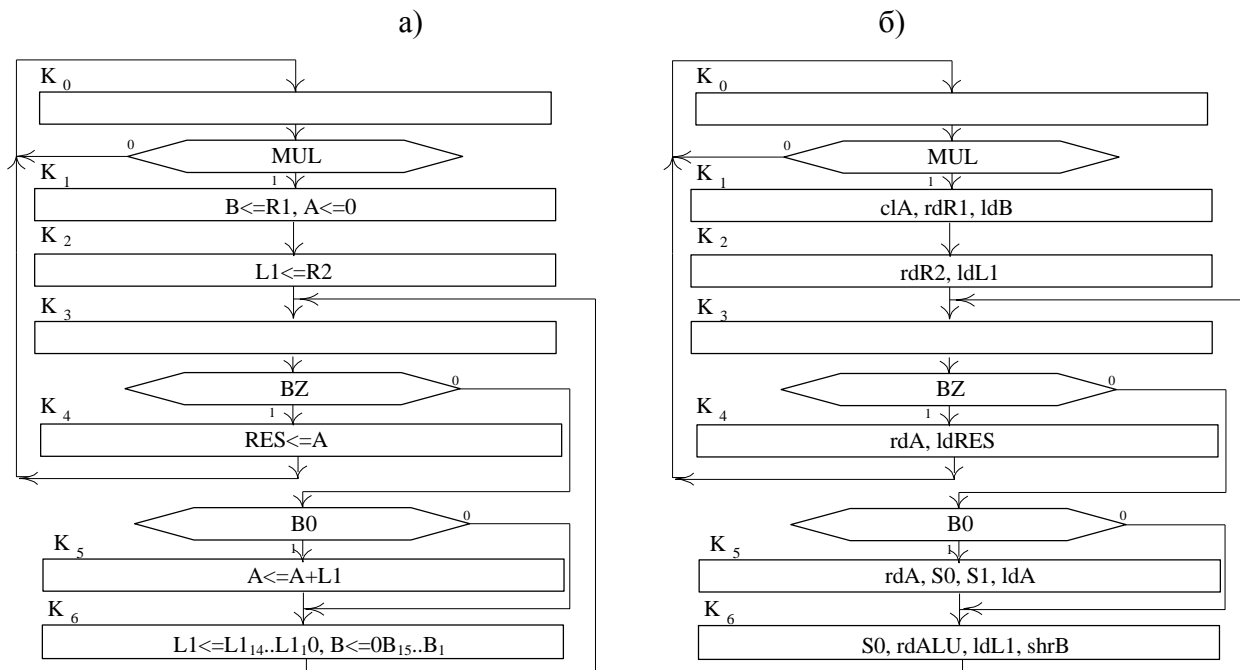 а)
K 0
0
MUL
K 1
1
B<=R1, A<=0
K 2
L1<=R2
K 3
BZ
0
K 4
1
RES<=A
B0
0
K 5
1
A<=A+L1
K 6
L1<=L1₁₄..L1₁0, B<=0B₁₅..B₁
б)
K 0
0
MUL
K 1
1
clA, rdR1, ldB
K 2
rdR2, ldL1
K 3
BZ
0
K 4
1
rdA, ldRES
B0
0
K 5
1
rdA, S0, S1, ldA
K 6
S0, rdALU, ldL1, shrB